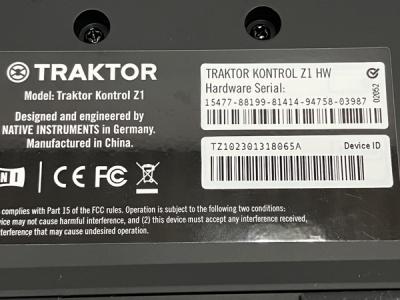 TRAKTOR
Model: Traktor Kontrol Z1
Designed and engineered by
NATIVE INSTRUMENTS in Germany.
Manufactured in China.
NI CE FC
complies with Part 15 of the FCC rules. Operation is subject to the following two conditions:
may not cause harmful interference, and (2) this device must accept any interference received,
interference that may cause undesired operation.
TRAKTOR KONTROL Z1 HW
Hardware Serial:
15477-88199-81414-94758-03987
TZ102301318065A Device ID